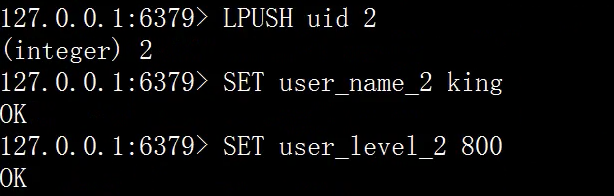 127.0.0.1:6379> LPUSH uid 2
(integer) 2
127.0.0.1:6379> SET user_name_2 king
OK
127.0.0.1:6379> SET user_level_2 800
OK